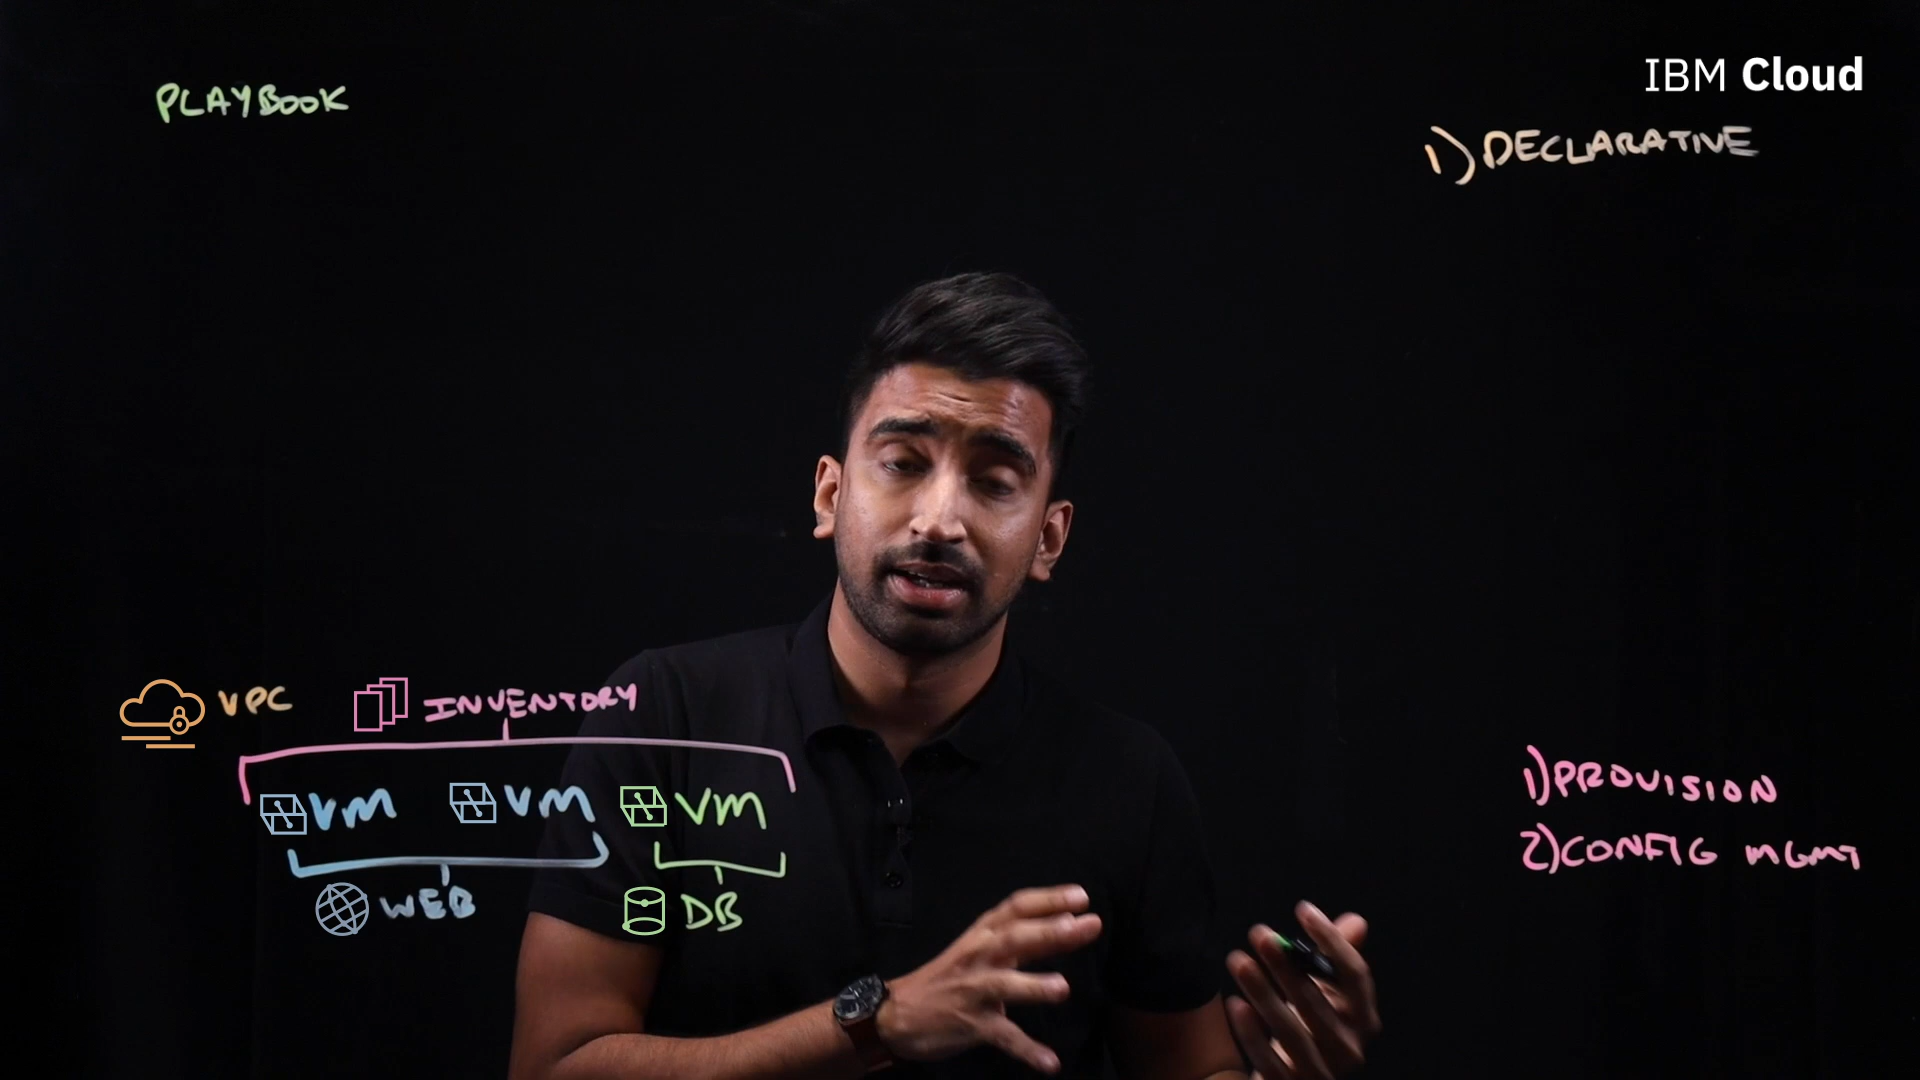 IBM Cloud
PLAYBOOK
1) DECLARATIVE
VPC
INVENTORY
VM VM VM
WEB DB
1) PROVISION
2) CONFIG MGMT